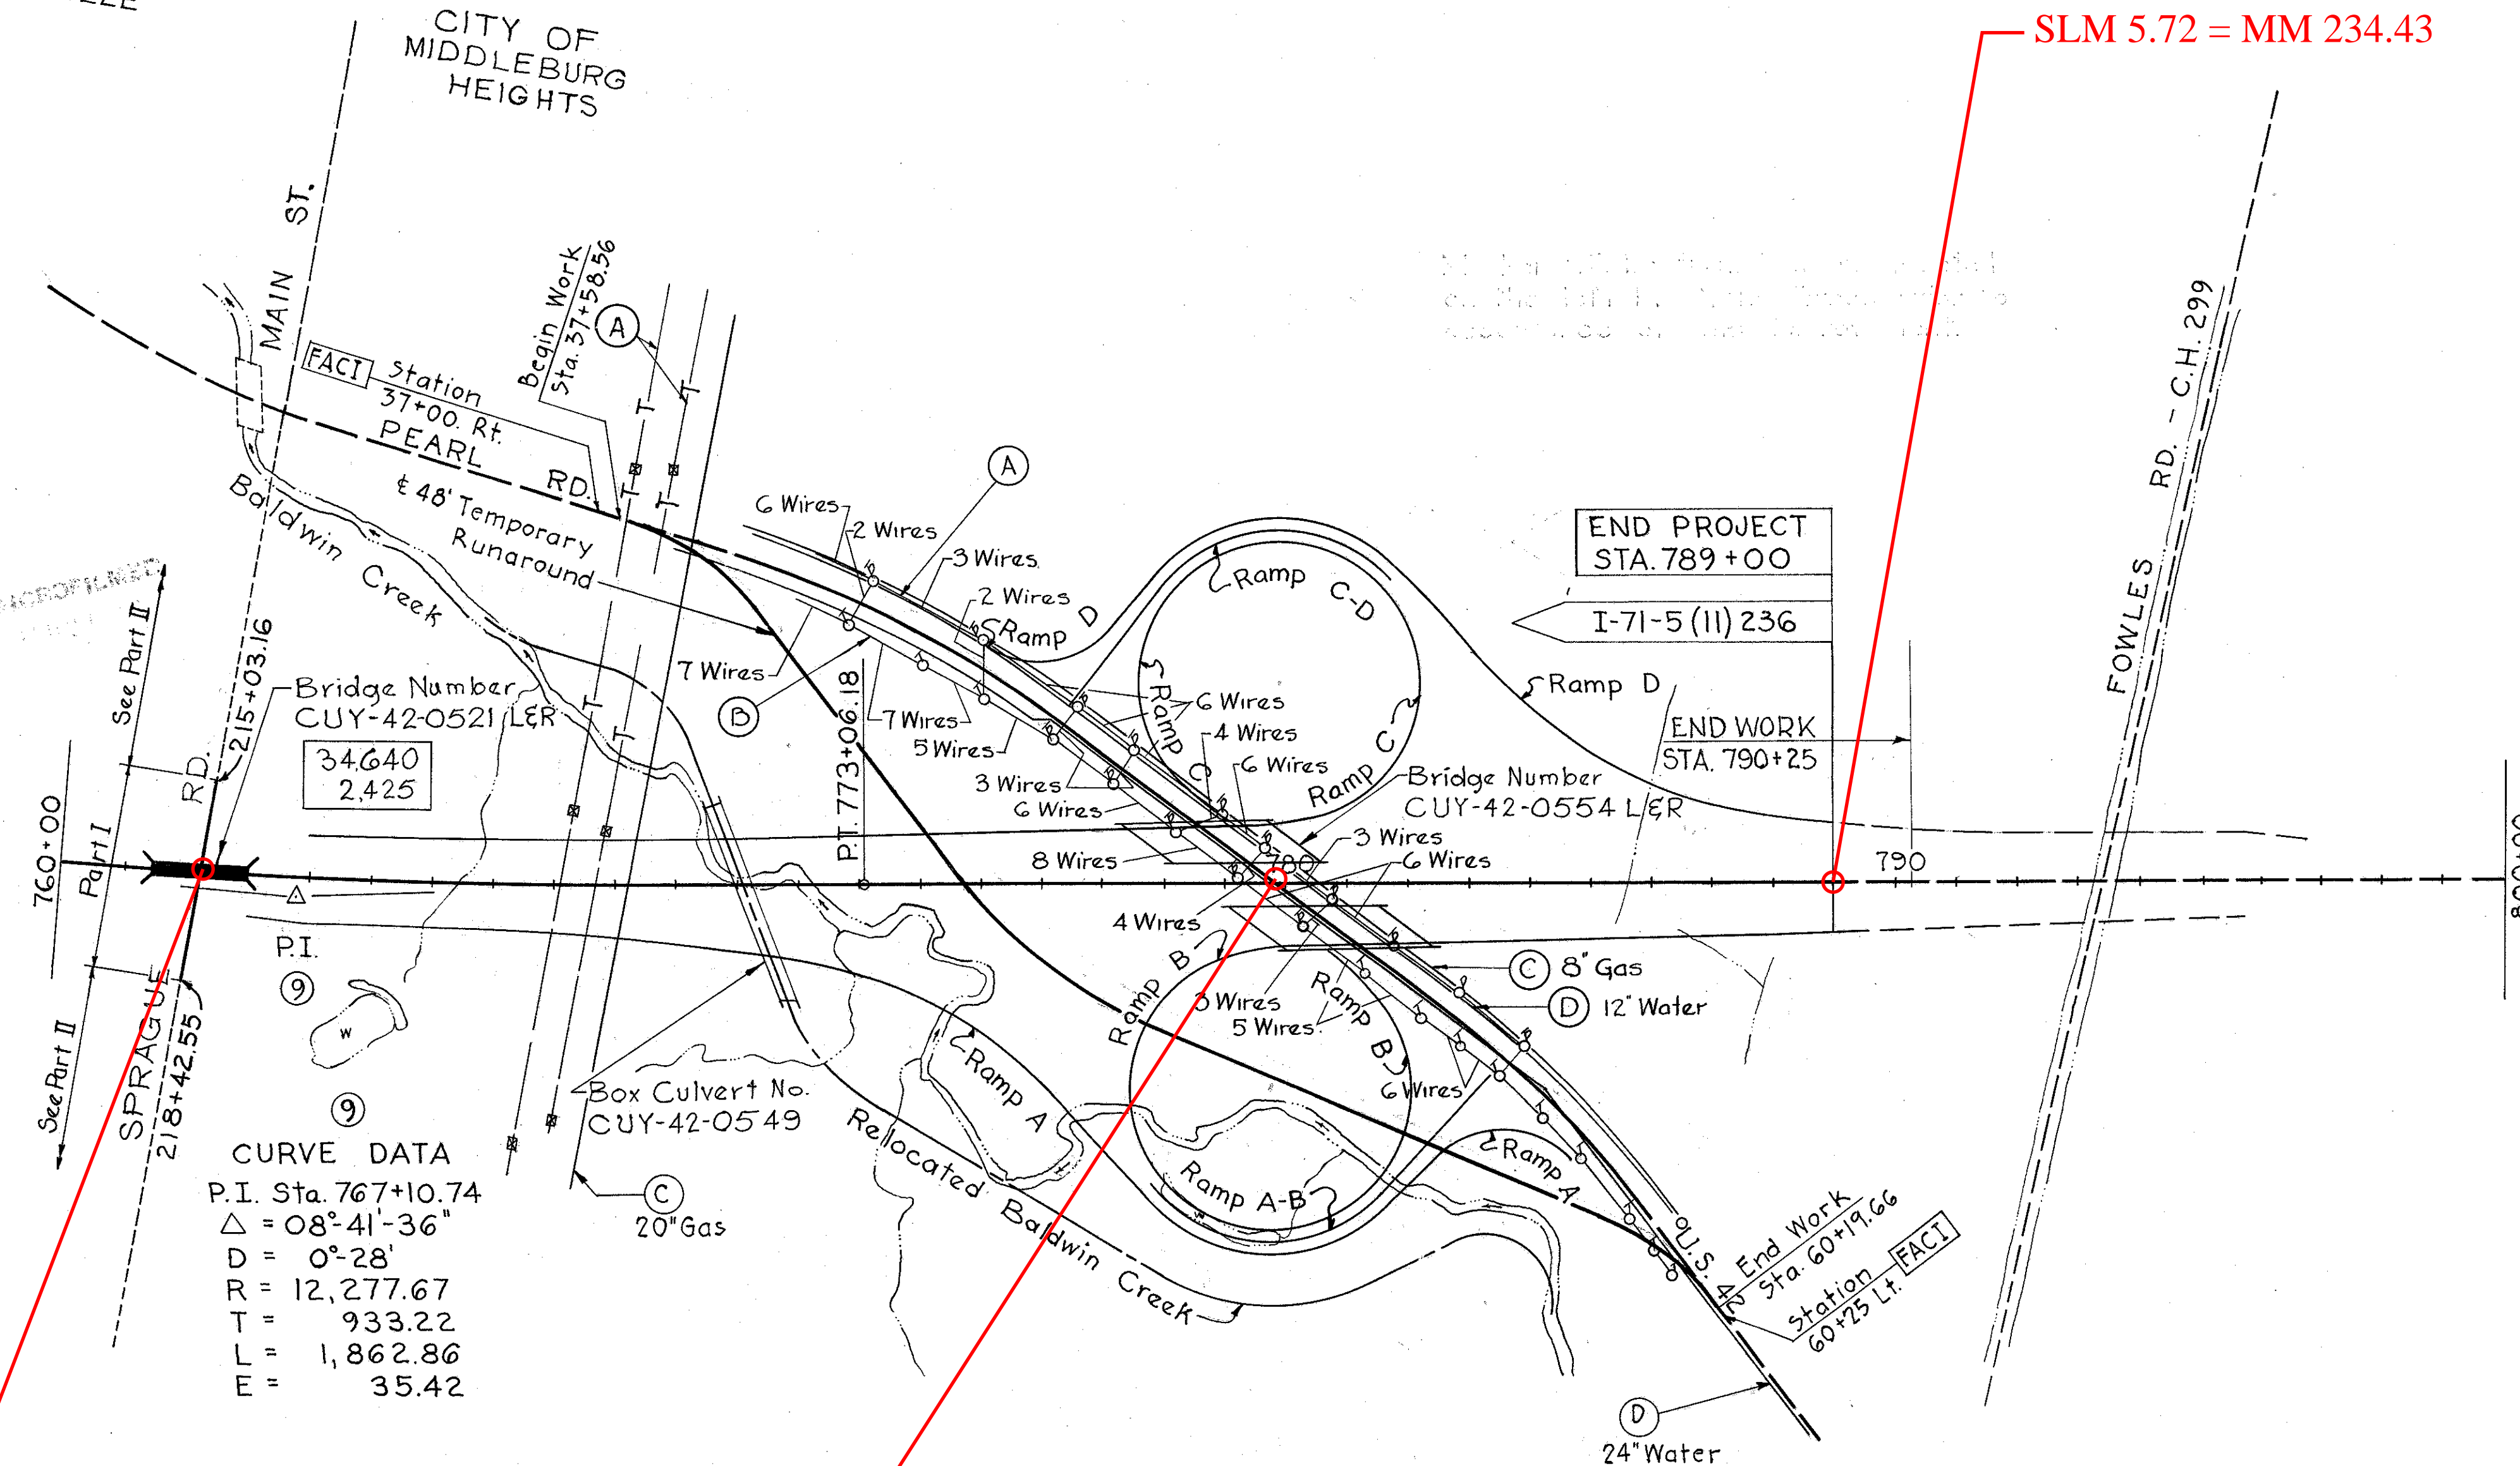 CITY OF
MIDDLEBURG
HEIGHTS
SLM 5.72 = MM 234.43
MAIN ST.
Begin Work
Sta. 37+58.56
A
FACI Station
37+00. Rt.
PEARL RD.
℄ 48' Temporary
Runaround
Baldwin Creek
A
6 Wires
2 Wires
3 Wires
2 Wires
Ramp D
Ramp C-D
END PROJECT
STA. 789+00
I-71-5 (11) 236
FOWLES RD. - C.H. 299
See Part II
215+03.16
Bridge Number
CUY-42-0521 L&R
34,640
2,425
RD.
7 Wires
B
7 Wires
5 Wires
3 Wires
6 Wires
8 Wires
P.T. 773+06.18
Ramp C
6 Wires
4 Wires
6 Wires
Ramp C
Ramp D
END WORK
STA. 790+25
Bridge Number
CUY-42-0554 L&R
3 Wires
6 Wires
760+00
Part I
780
790
800+00
P.I.
9
W
See Part II
SPRAGUE
218+42.55
4 Wires
Ramp B
3 Wires
5 Wires
Ramp B
6 Wires
C 8" Gas
D 12" Water
Ramp A
Box Culvert No.
CUY-42-0549
C
20" Gas
Relocated Baldwin Creek
Ramp A-B
W
Ramp A
U.S. 42
End Work
Sta. 60+19.66
Station FACI
60+25 Lt.
D
24" Water
9
CURVE DATA
P.I. Sta. 767+10.74
△ = 08°-41'-36"
D = 0°-28'
R = 12,277.67
T = 933.22
L = 1,862.86
E = 35.42